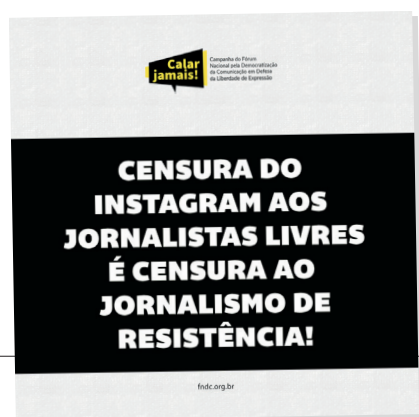 Calar
jamais!
Campanha do Fórum
Nacional pela Democratização
da Comunicação em Defesa
da Liberdade de Expressão
CENSURA DO
INSTAGRAM AOS
JORNALISTAS LIVRES
É CENSURA AO
JORNALISMO DE
RESISTÊNCIA!
fndc.org.br